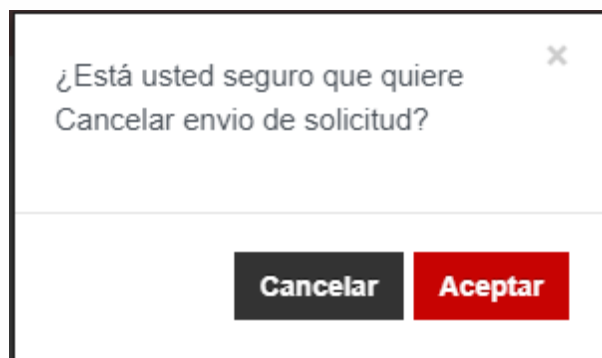 ¿Está usted seguro que quiere
Cancelar envio de solicitud?
×
Cancelar
Aceptar